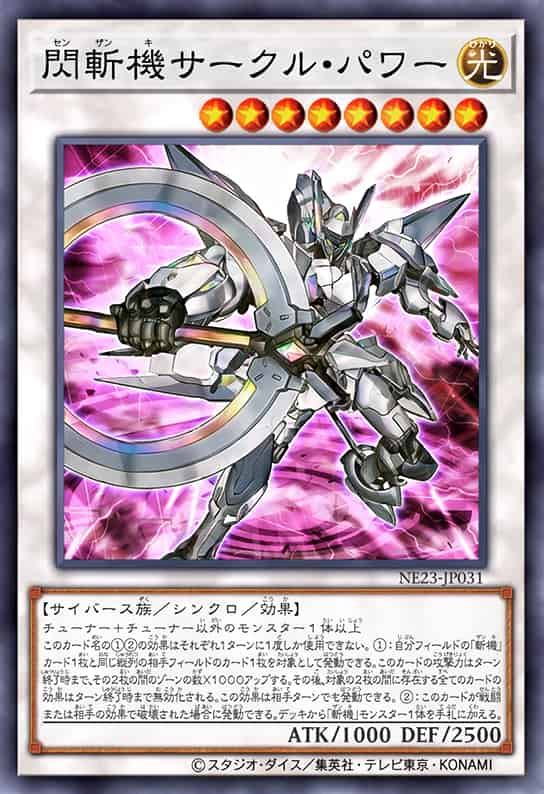 閃斬機サークル・パワー
センザンキ
光
ひかり
NE23-JP031
【サイバース族／シンクロ／効果】
チューナー＋チューナー以外のモンスター１体以上
このカード名の①②の効果はそれぞれ１ターンに１度しか使用できない。①：自分フィールドの「斬機」
カード１枚と同じ縦列の相手フィールドのカード１枚を対象として発動できる。このカードの攻撃力はターン
終了時まで、その２枚の間のゾーンの数×1000アップする。その後、対象の２枚の間に存在する全てのカードの
効果はターン終了時まで無効化される。この効果は相手ターンでも発動できる。②：このカードが戦闘
または相手の効果で破壊された場合に発動できる。デッキから「斬機」モンスター１体を手札に加える。
ATK/1000 DEF/2500
©スタジオ・ダイス／集英社・テレビ東京・KONAMI